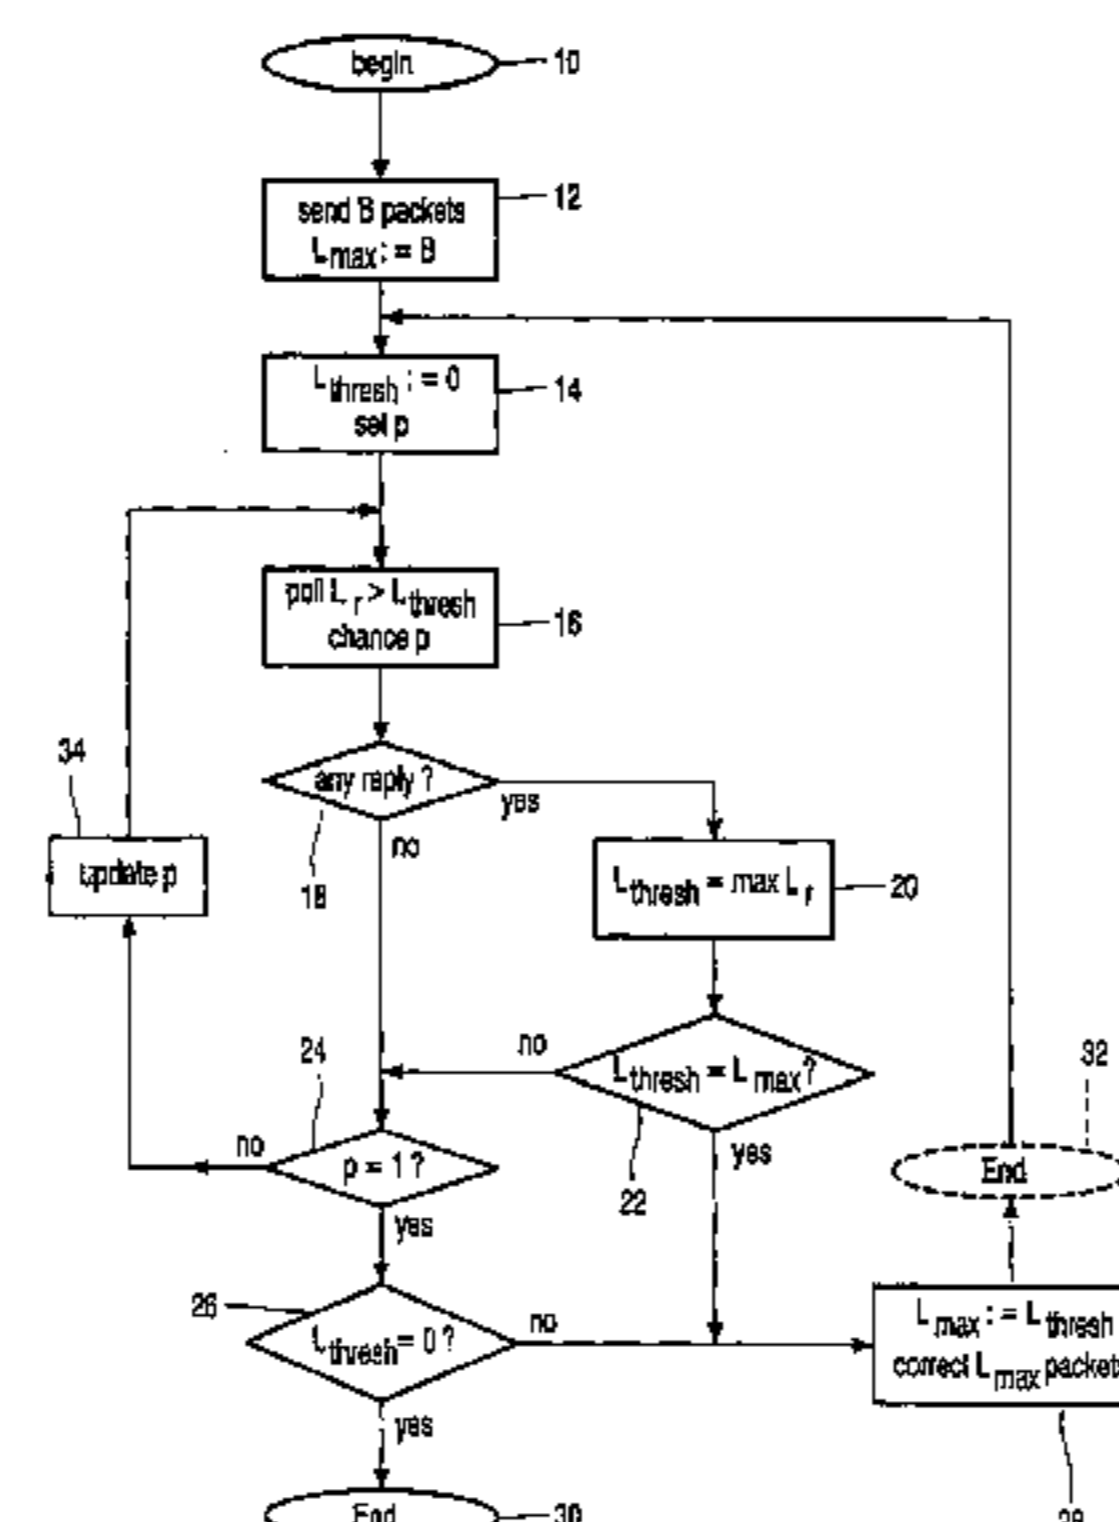 begin
10
send B packets
Lmax := B
12
Lthresh := 0
set p
14
poll Lr > Lthresh
chance p
16
34
any reply ?
yes
no
18
update p
Lthresh = max Lr
20
24
no
Lthresh = Lmax?
32
22
yes
no
p = 1 ?
End
yes
26
Lthresh = 0 ?
no
Lmax := Lthresh
correct Lmax packets
yes
End
30
28